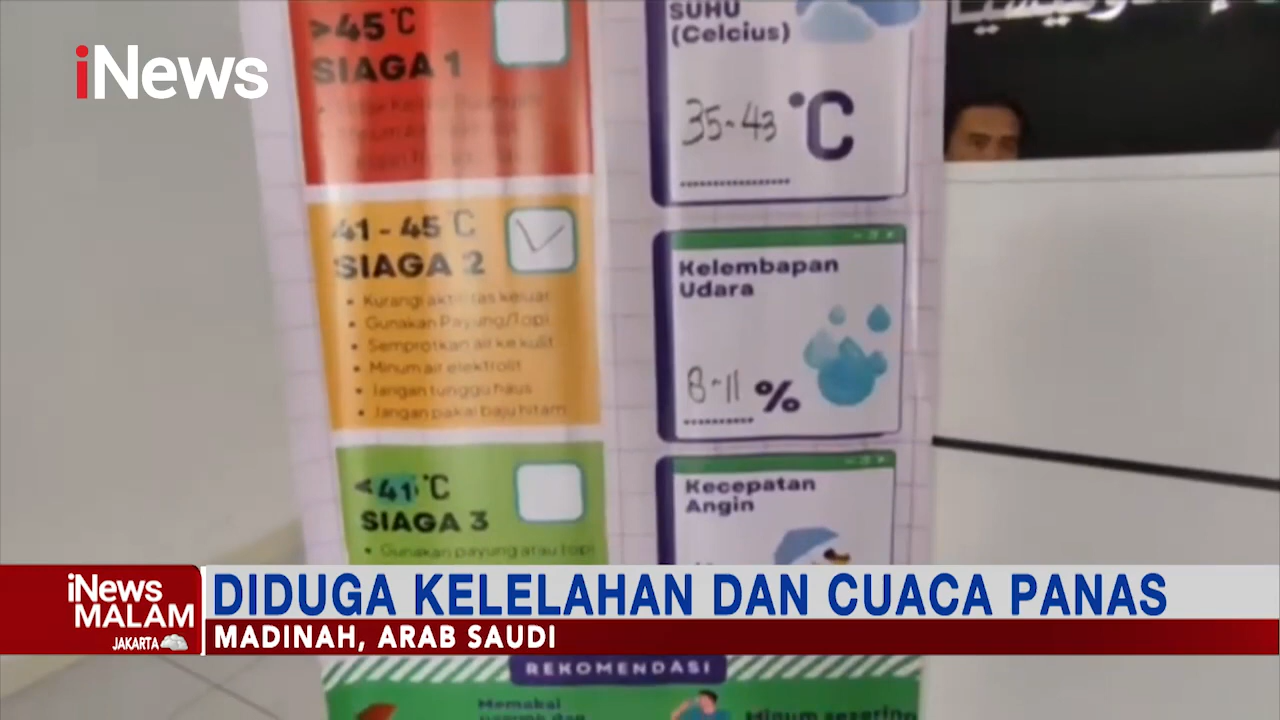 iNews
>45°C
SIAGA 1
41 - 45°C
SIAGA 2
• Kurangi aktifitas keluar
• Gunakan Payung/Topi
• Semprotkan air ke kulit
• Minum air elektrolit
• Jangan tunggu haus
• Jangan pakai baju hitam
<41°C
SIAGA 3
• Gunakan payung atau topi
SUHU
(Celcius)
35-43 °C
Kelembapan
Udara
8-11 %
Kecepatan
Angin
iNews
MALAM
JAKARTA
DIDUGA KELELAHAN DAN CUACA PANAS
MADINAH, ARAB SAUDI
REKOMENDASI
Memakai
Minum sesering